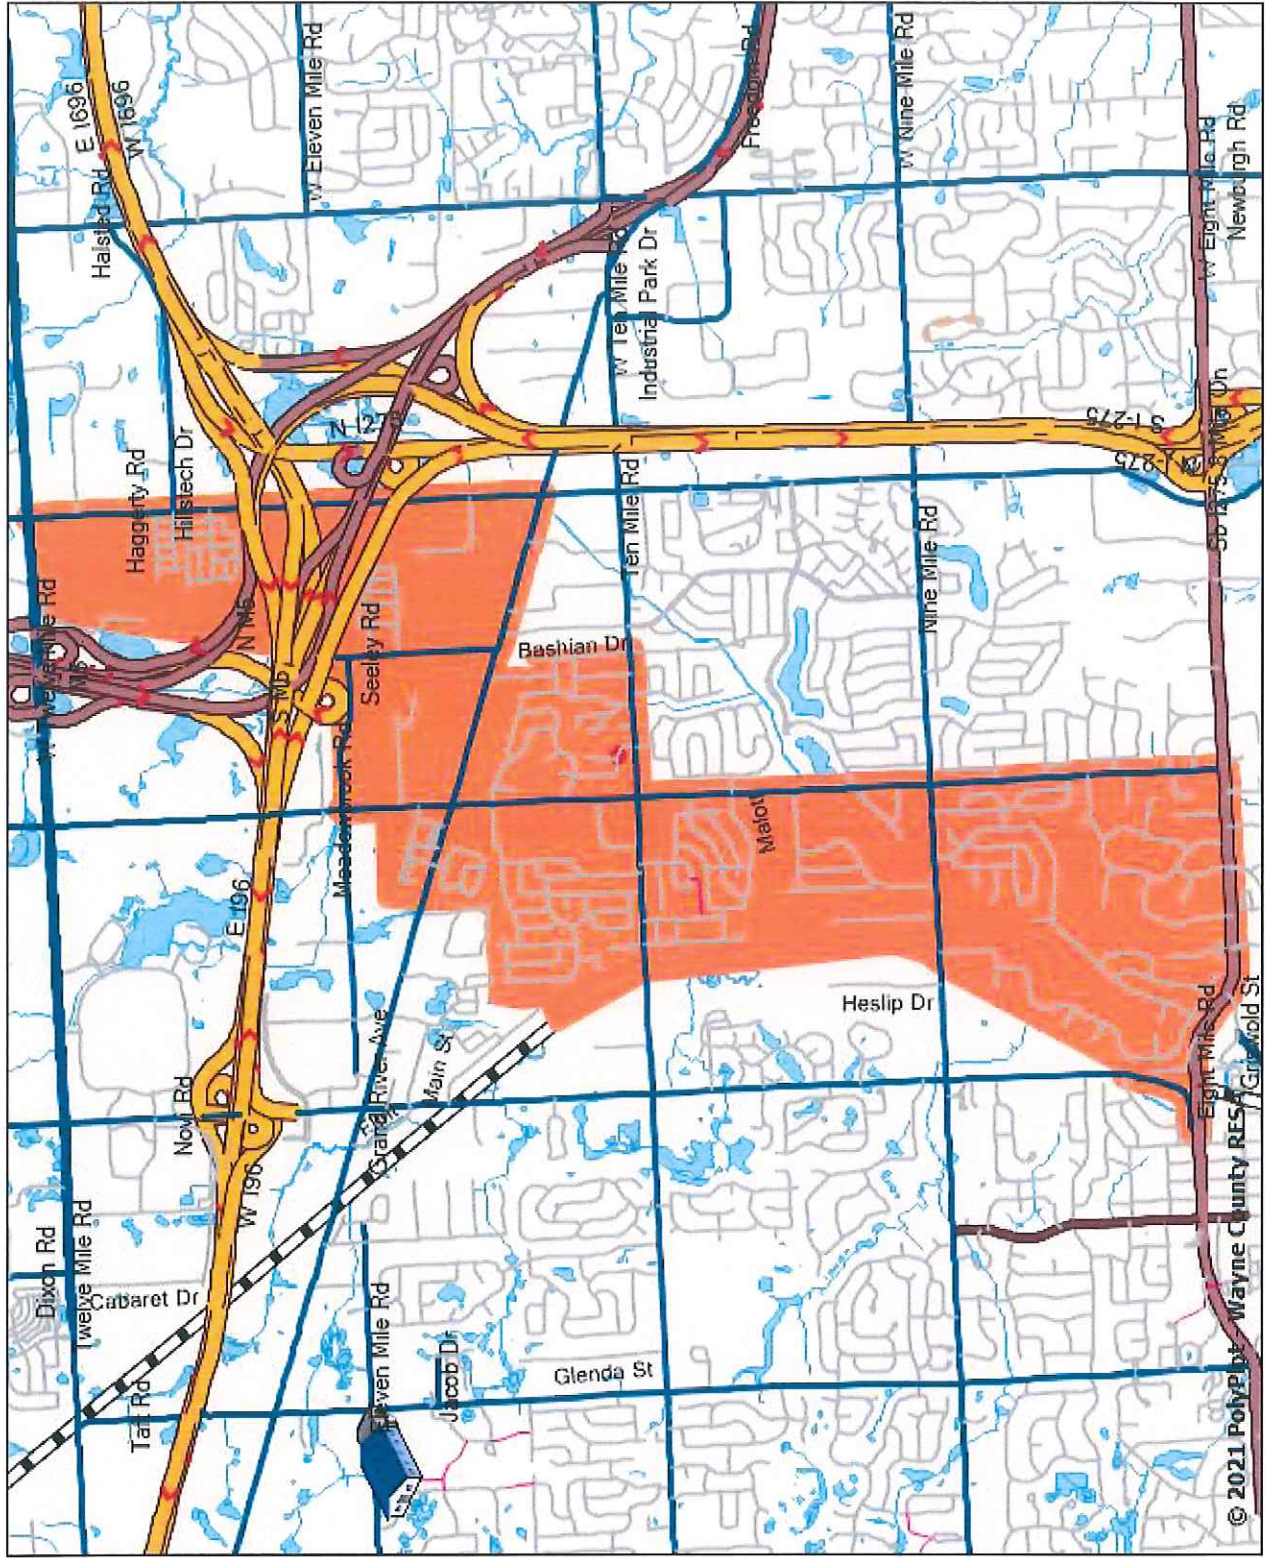 E I696
W I696
Halsted Rd
W Eleven Mile Rd
W Nine Mile Rd
W Eight Mile Rd
Newburgh Rd
W Ten Mile Rd
Industrial Park Dr
N I275
S I-275
Haggerty Rd
Hillstech Dr
Ten Mile Rd
Nine Mile Rd
N M5
S M5
Seeley Rd
Bashian Dr
Meadowbrook Rd
Malott
E I96
Heslip Dr
Novi Rd
Grand River Ave
Main St
Eight Mile Rd
Griswold St
W I96
Dixon Rd
Twelve Mile Rd
Cabaret Dr
Taft Rd
Eleven Mile Rd
Jacob Dr
Glenda St
© 2021 PolyPlot Wayne County RESA